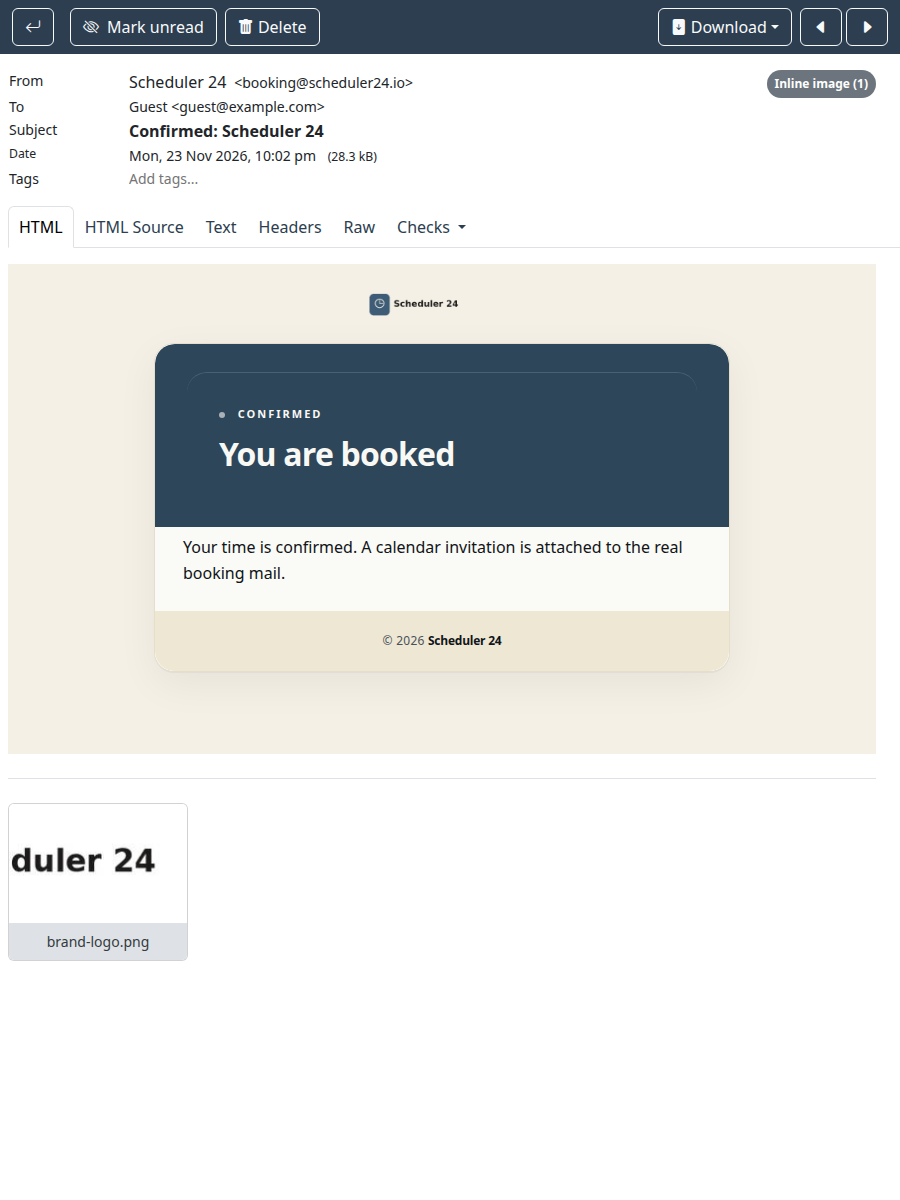 Mark unread
Delete
Download
From
Scheduler 24 <booking@scheduler24.io>
Inline image (1)
To
Guest <guest@example.com>
Subject
Confirmed: Scheduler 24
Date
Mon, 23 Nov 2026, 10:02 pm (28.3 kB)
Tags
Add tags...
HTML
HTML Source
Text
Headers
Raw
Checks
Scheduler 24
CONFIRMED
You are booked
Your time is confirmed. A calendar invitation is attached to the real
booking mail.
© 2026 Scheduler 24
duler 24
brand-logo.png